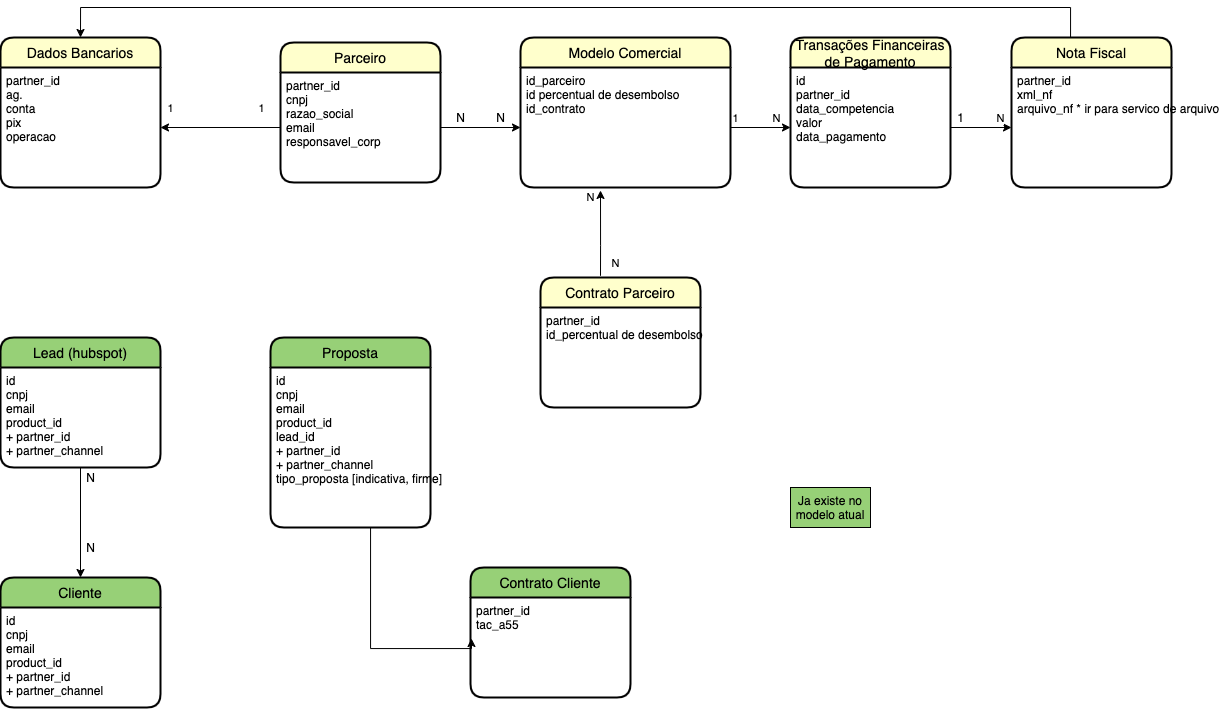 Dados Bancarios
partner_id
ag.
conta
pix
operacao
1
1
Parceiro
partner_id
cnpj
razao_social
email
responsavel_corp
N
N
Modelo Comercial
id_parceiro
id percentual de desembolso
id_contrato
1
N
Transações Financeiras
de Pagamento
id
partner_id
data_competencia
valor
data_pagamento
1
N
Nota Fiscal
partner_id
xml_nf
arquivo_nf * ir para servico de arquivo
N
N
Contrato Parceiro
partner_id
id_percentual de desembolso
Lead (hubspot)
id
cnpj
email
product_id
+ partner_id
+ partner_channel
N
N
Proposta
id
cnpj
email
product_id
lead_id
+ partner_id
+ partner_channel
tipo_proposta [indicativa, firme]
Ja existe no
modelo atual
Cliente
id
cnpj
email
product_id
+ partner_id
+ partner_channel
Contrato Cliente
partner_id
tac_a55